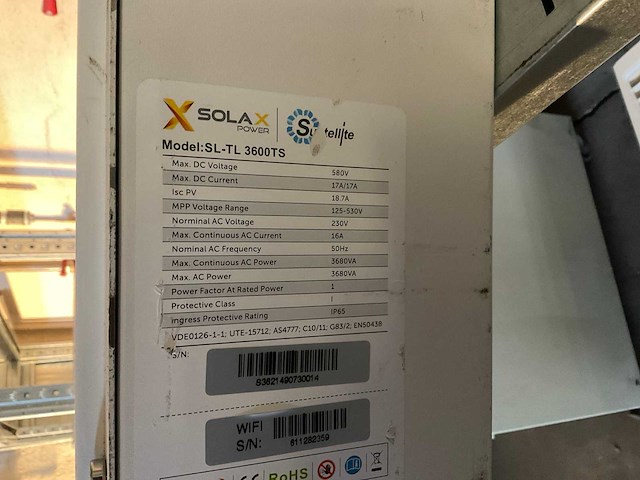 SOLAX
POWER
Suntellite
Model:SL-TL 3600TS
Max. DC Voltage 580V
Max. DC Current 17A/17A
Isc PV 18.7A
MPP Voltage Range 125-530V
Norminal AC Voltage 230V
Max. Continuous AC Current 16A
Nominal AC Frequency 50Hz
Max. Continuous AC Power 3680VA
Max. AC Power 3680VA
Power Factor At Rated Power 1
Protective Class I
Ingress Protective Rating IP65
VDE0126-1-1; UTE-15712; AS4777; C10/11; G83/2; EN50438
S/N:
S3621490730014
WIFI
S/N:
811282359
RoHS